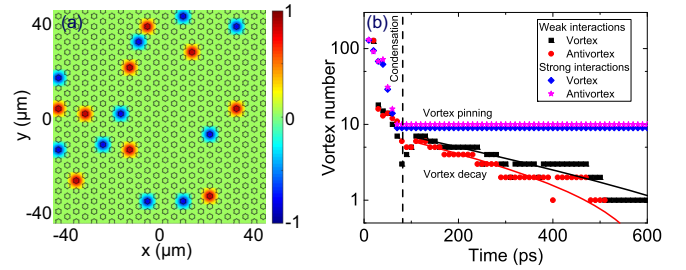 (a)
40
0
-40
y (μm)
-40
0
40
x (μm)
1
0
-1
(b)
100
10
1
Vortex number
0
200
400
600
Time (ps)
Condensation
Weak interactions
Vortex
Antivortex
Strong interactions
Vortex
Antivortex
Vortex pinning
Vortex decay